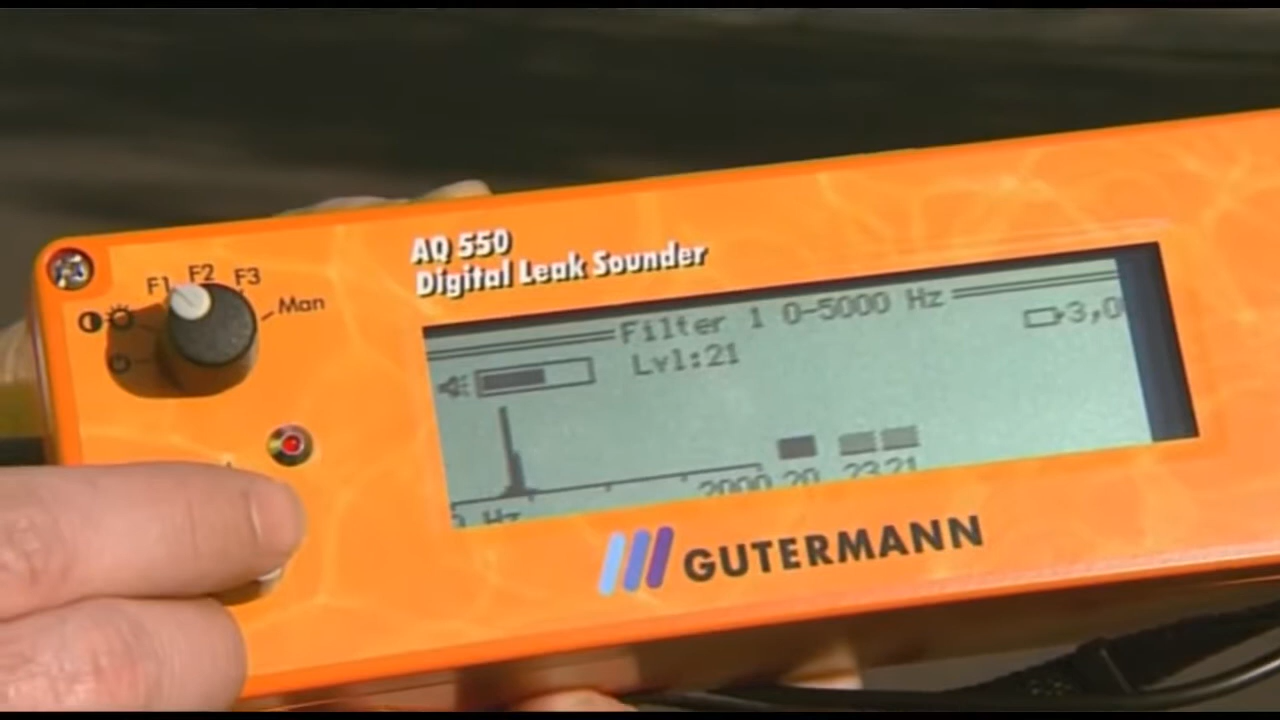 AQ 550
Digital Leak Sounder
F1 F2 F3
Man
Filter 1 0-5000 Hz
3,0
Lvl:21
2000 20 23 21
Hz
GUTERMANN